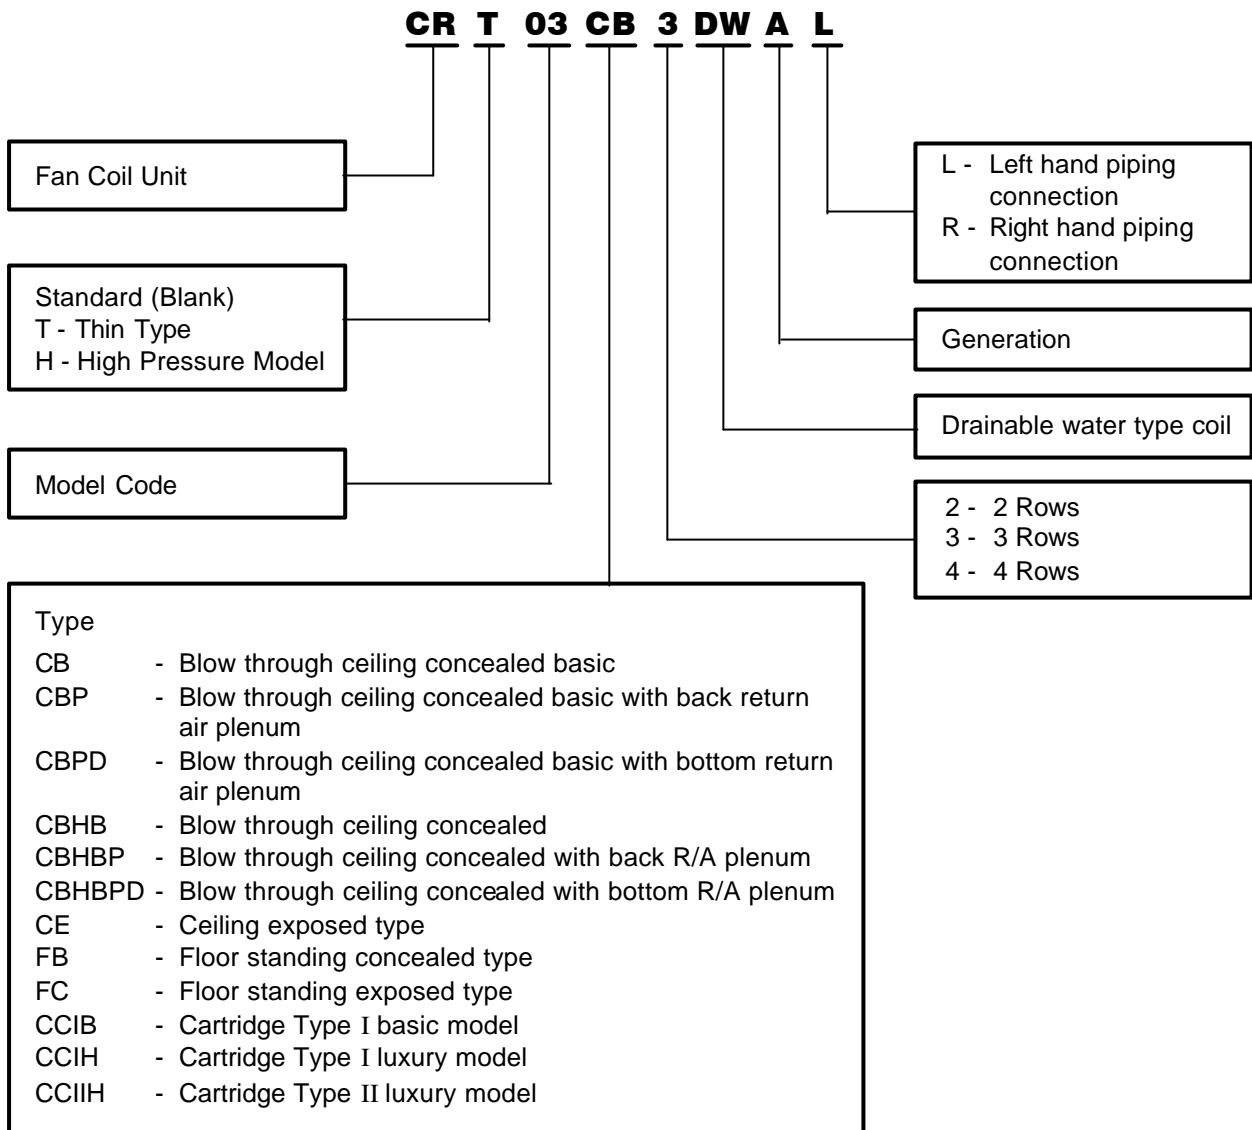 CR T 03 CB 3 DW A L
Fan Coil Unit
Standard (Blank)
T - Thin Type
H - High Pressure Model
Model Code
Type
CB - Blow through ceiling concealed basic
CBP - Blow through ceiling concealed basic with back return
air plenum
CBPD - Blow through ceiling concealed basic with bottom return
air plenum
CBHB - Blow through ceiling concealed
CBHBP - Blow through ceiling concealed with back R/A plenum
CBHBPD - Blow through ceiling concealed with bottom R/A plenum
CE - Ceiling exposed type
FB - Floor standing concealed type
FC - Floor standing exposed type
CCIB - Cartridge Type I basic model
CCIH - Cartridge Type I luxury model
CCIIH - Cartridge Type II luxury model
L - Left hand piping
connection
R - Right hand piping
connection
Generation
Drainable water type coil
2 - 2 Rows
3 - 3 Rows
4 - 4 Rows